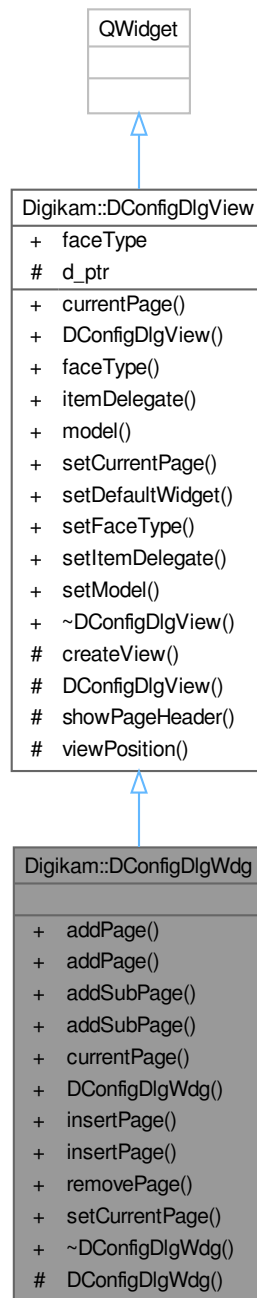 QWidget
Digikam::DConfigDlgView
+ faceType
# d_ptr
+ currentPage()
+ DConfigDlgView()
+ faceType()
+ itemDelegate()
+ model()
+ setCurrentPage()
+ setDefaultWidget()
+ setFaceType()
+ setItemDelegate()
+ setModel()
+ ~DConfigDlgView()
# createView()
# DConfigDlgView()
# showPageHeader()
# viewPosition()
Digikam::DConfigDlgWdg
+ addPage()
+ addPage()
+ addSubPage()
+ addSubPage()
+ currentPage()
+ DConfigDlgWdg()
+ insertPage()
+ insertPage()
+ removePage()
+ setCurrentPage()
+ ~DConfigDlgWdg()
# DConfigDlgWdg()